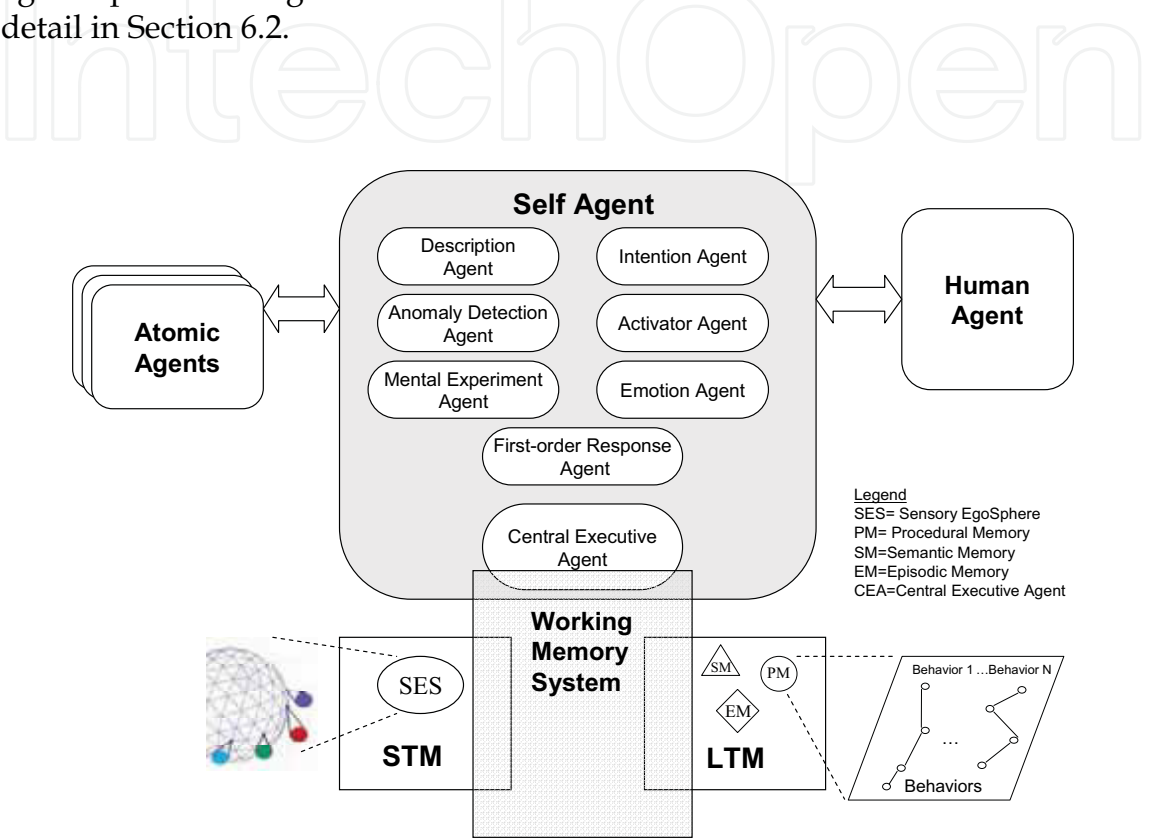 detail in Section 6.2.
IntechOpen
Self Agent
Description
Agent
Intention Agent
Anomaly Detection
Agent
Activator Agent
Mental Experiment
Agent
Emotion Agent
First-order Response
Agent
Central Executive
Agent
Atomic
Agents
Human
Agent
Legend
SES= Sensory EgoSphere
PM= Procedural Memory
SM=Semantic Memory
EM=Episodic Memory
CEA=Central Executive Agent
Working
Memory
System
SES
STM
SM
PM
EM
LTM
Behavior 1 ...Behavior N
...
Behaviors